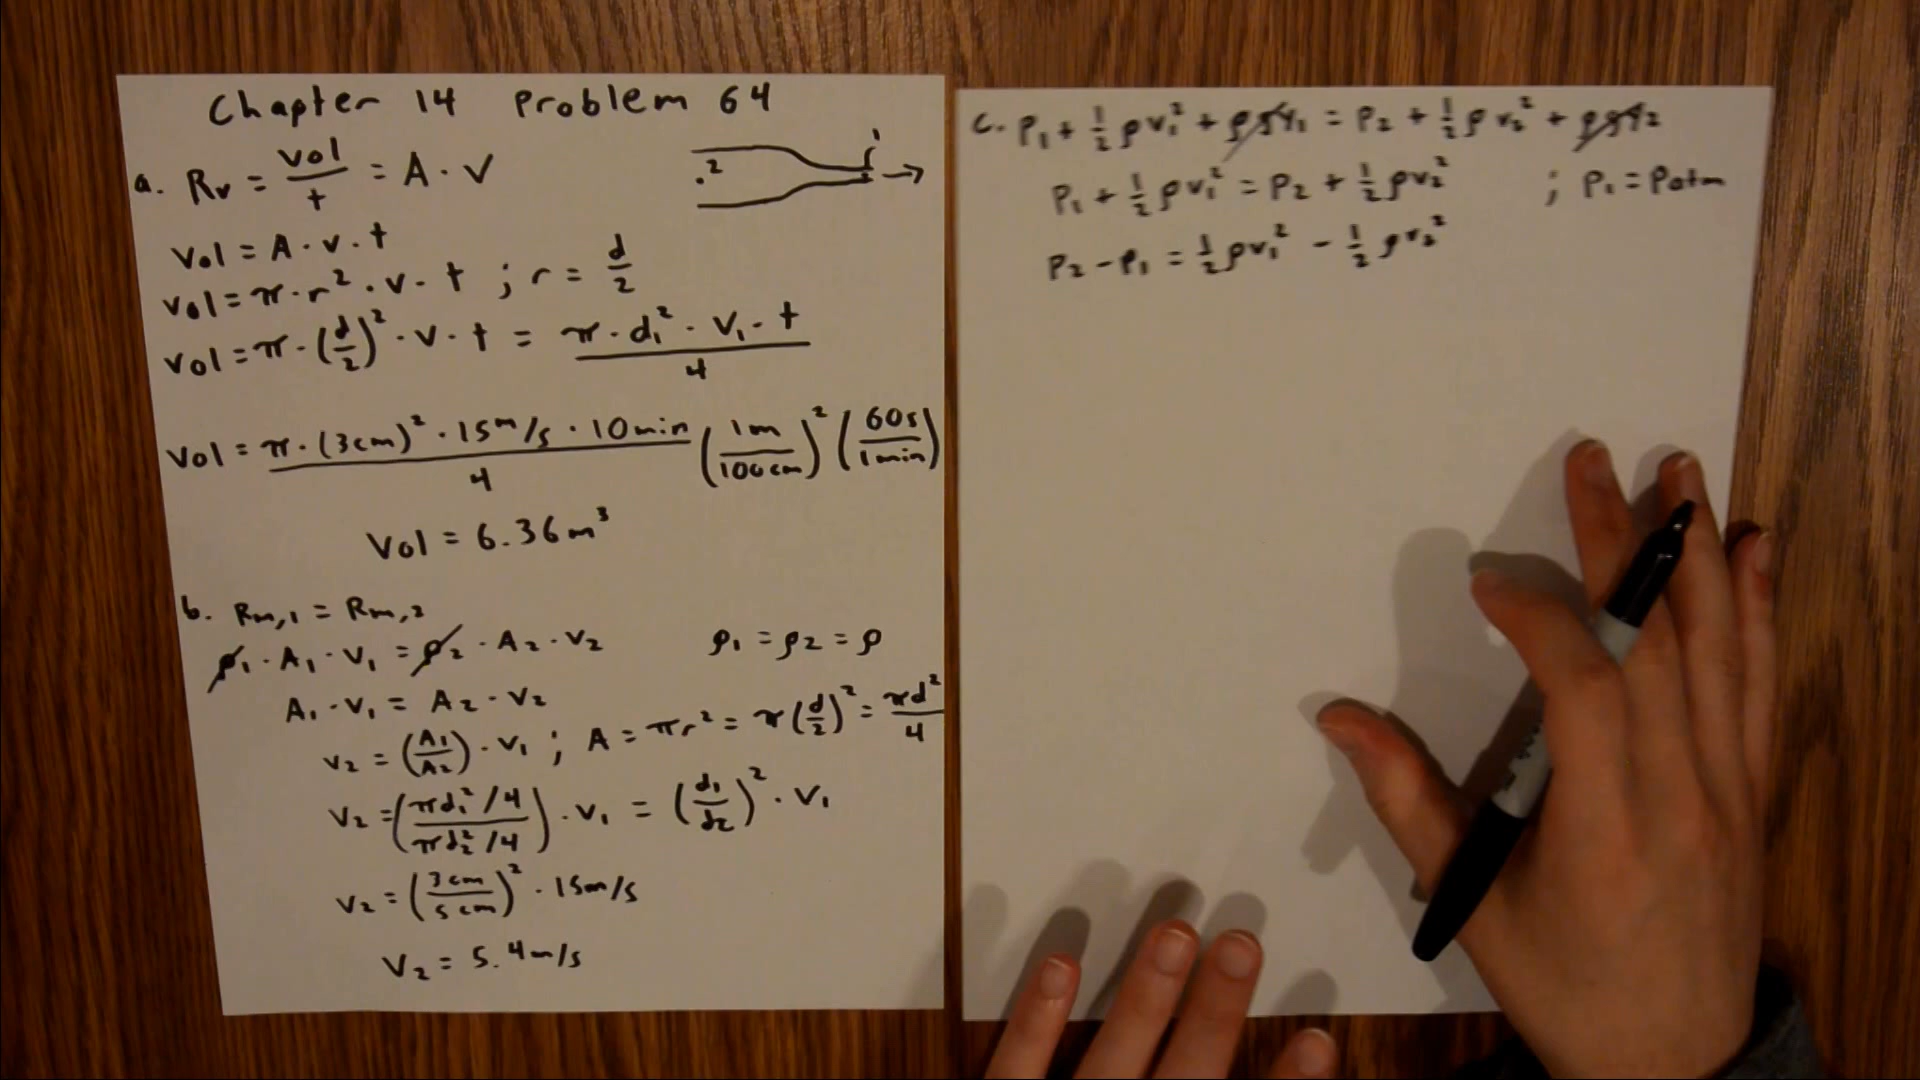 Chapter 14 Problem 64
a. Rv = vol/t = A · V
.2
1
Vol = A · v · t
Vol = π · r² · v · t ; r = d/2
Vol = π · (d/2)² · v · t = π · d₁² · V₁ · t / 4
Vol = π · (3cm)² · 15 m/s · 10min / 4 (1m/100cm)² (60s/1min)
Vol = 6.36m³
b. Rm,1 = Rm,2
ρ₁ · A₁ · V₁ = ρ₂ · A₂ · V₂ ρ₁ = ρ₂ = ρ
A₁ · V₁ = A₂ · V₂
V₂ = (A₁/A₂) · V₁ ; A = πr² = π(d/2)² = πd²/4
V₂ = (πd₁²/4 / πd₂²/4) · V₁ = (d₁/d₂)² · V₁
V₂ = (3cm/5cm)² · 15m/s
V₂ = 5.4m/s
c. P₁ + ½ρv₁² + ρgy₁ = P₂ + ½ρv₂² + ρgy₂
P₁ + ½ρv₁² = P₂ + ½ρv₂² ; P₁ = Patm
P₂ - P₁ = ½ρv₁² - ½ρv₂²